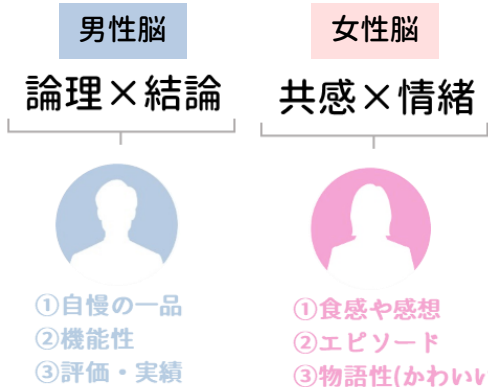 男性脳
論理×結論
①自慢の一品
②機能性
③評価・実績
女性脳
共感×情緒
①食感や感想
②エピソード
③物語性(かわいい